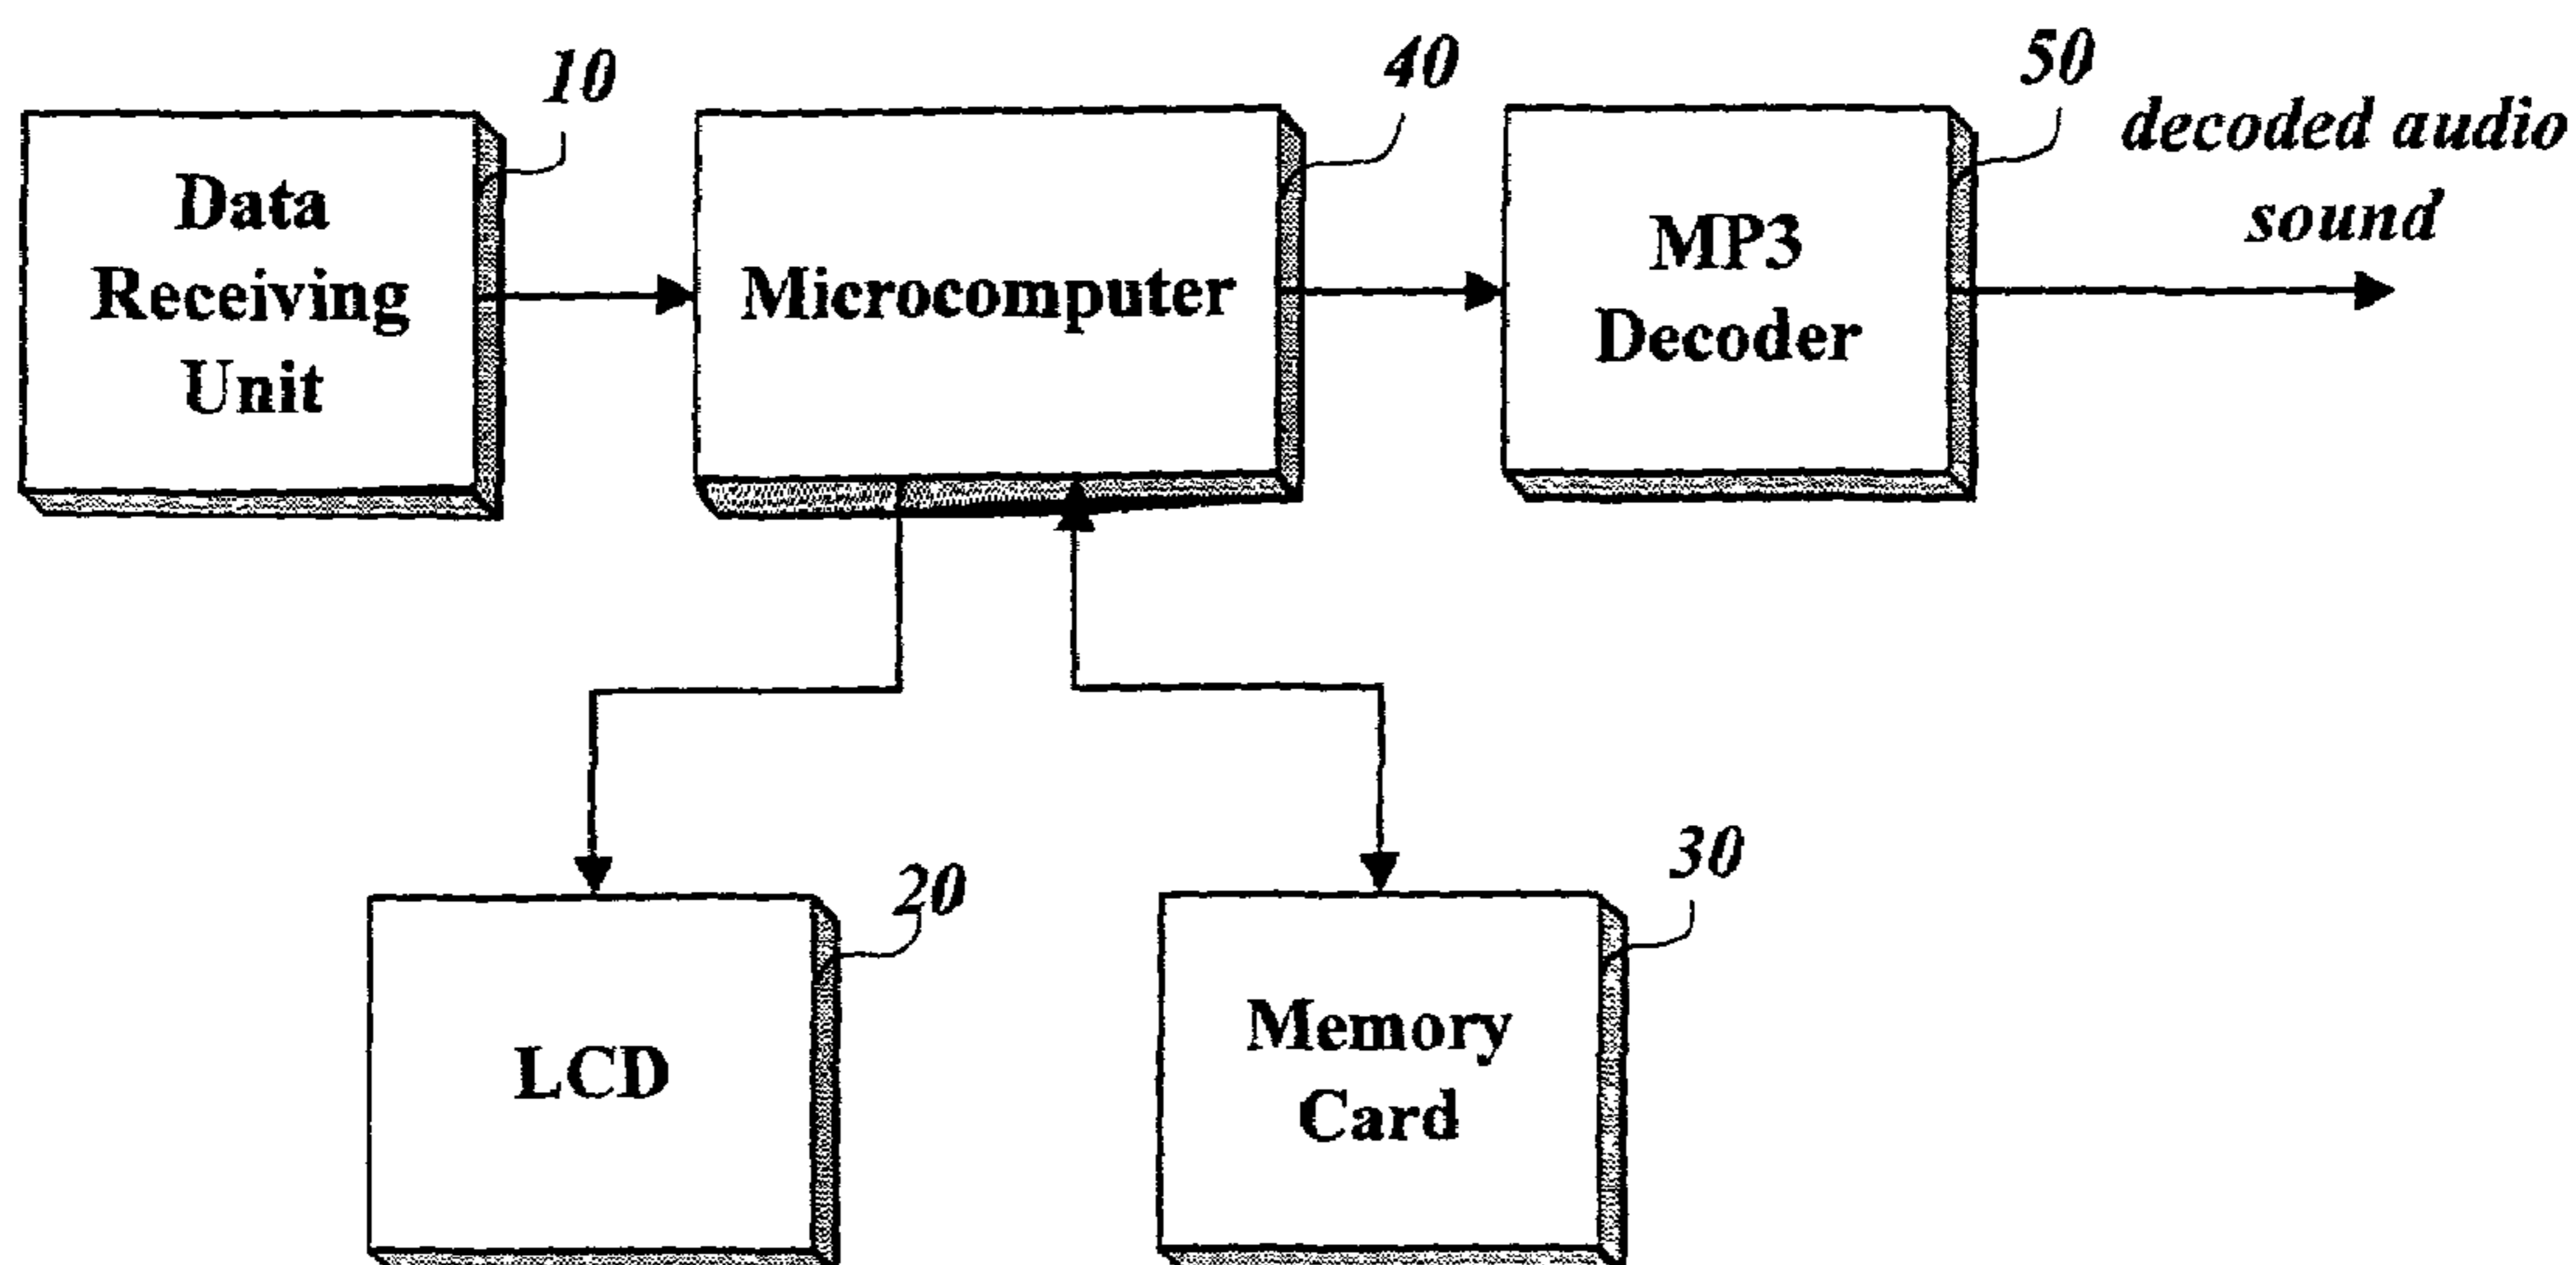 10
Data
Receiving
Unit
40
Microcomputer
50
MP3
Decoder
decoded audio
sound
20
LCD
30
Memory
Card